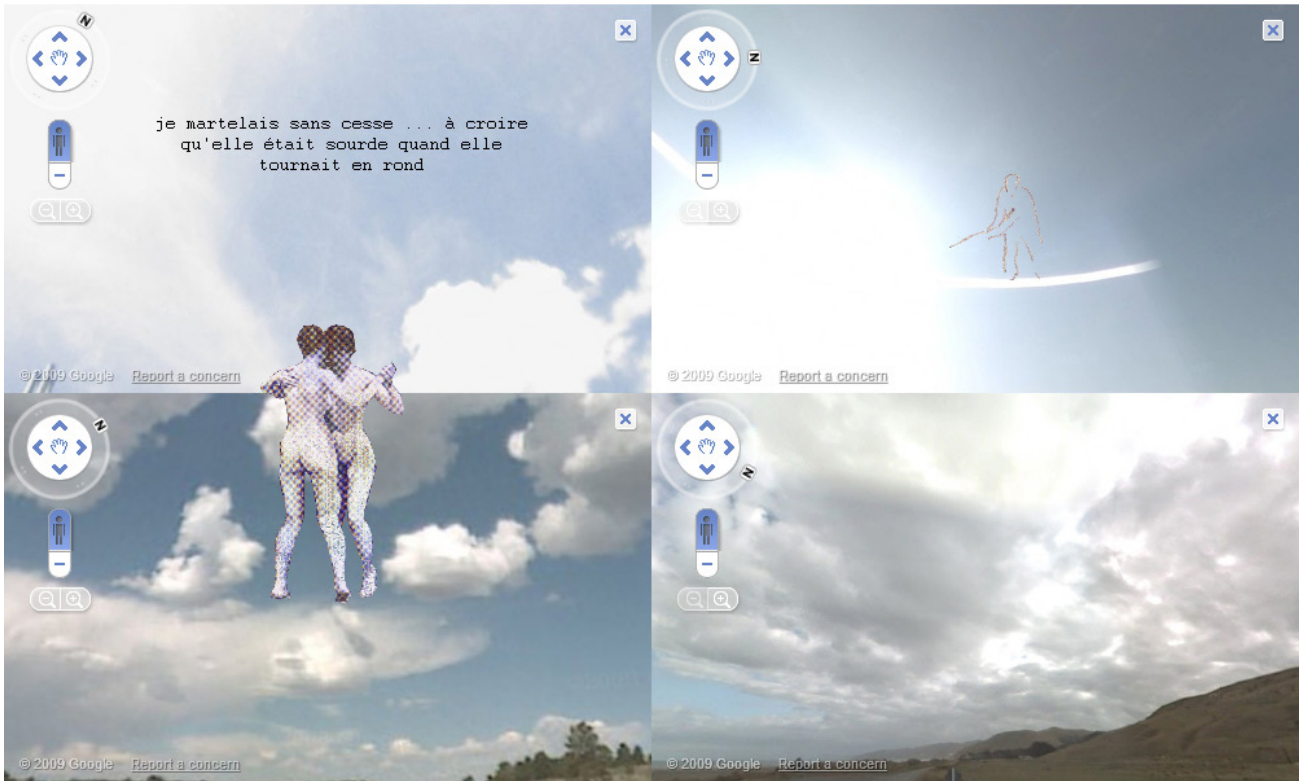 N
N
je martelais sans cesse ... à croire
qu'elle était sourde quand elle
tournait en rond
© 2009 Google Report a concern
© 2009 Google Report a concern
N
N
© 2009 Google Report a concern
© 2009 Google Report a concern